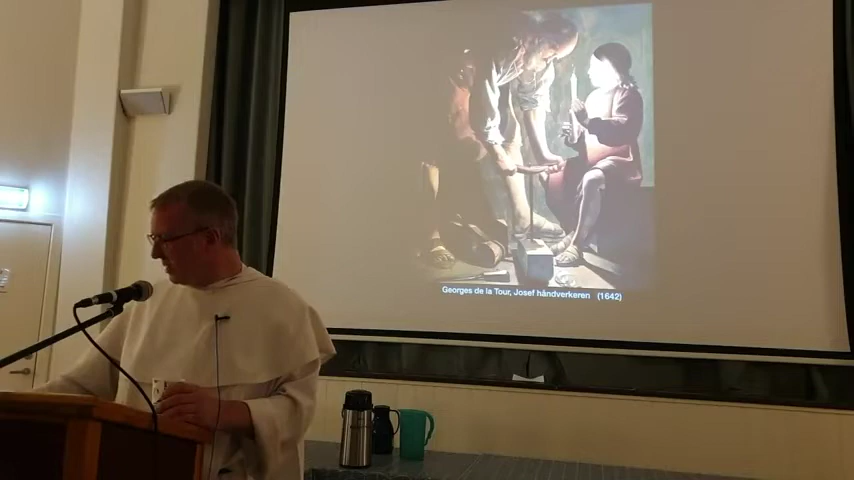 Georges de la Tour, Josef håndverkeren (1642)